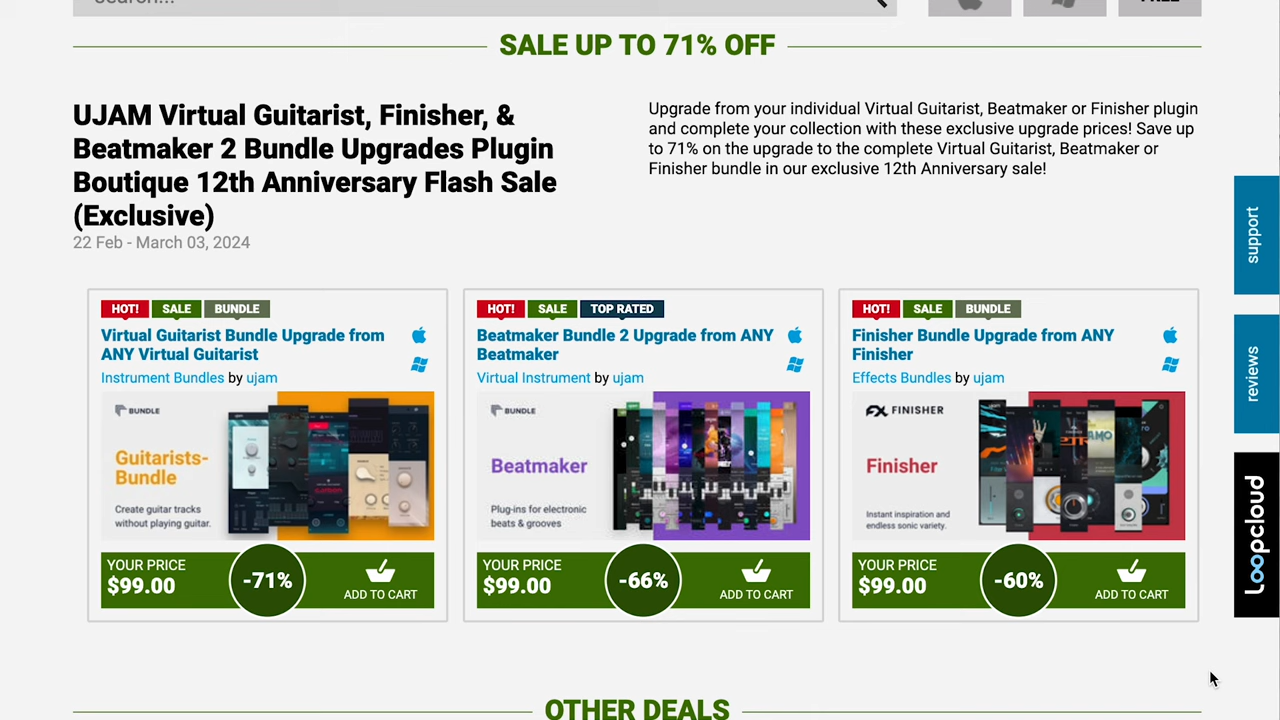 Search...
FREE
SALE UP TO 71% OFF
UJAM Virtual Guitarist, Finisher, &
Beatmaker 2 Bundle Upgrades Plugin
Boutique 12th Anniversary Flash Sale
(Exclusive)
22 Feb - March 03, 2024
Upgrade from your individual Virtual Guitarist, Beatmaker or Finisher plugin
and complete your collection with these exclusive upgrade prices! Save up
to 71% on the upgrade to the complete Virtual Guitarist, Beatmaker or
Finisher bundle in our exclusive 12th Anniversary sale!
HOT! SALE BUNDLE
Virtual Guitarist Bundle Upgrade from
ANY Virtual Guitarist
Instrument Bundles by ujam
BUNDLE
Guitarists-
Bundle
Create guitar tracks
without playing guitar.
YOUR PRICE
$99.00
-71%
ADD TO CART
HOT! SALE TOP RATED
Beatmaker Bundle 2 Upgrade from ANY
Beatmaker
Virtual Instrument by ujam
BUNDLE
Beatmaker
Plug-ins for electronic
beats & grooves
YOUR PRICE
$99.00
-66%
ADD TO CART
HOT! SALE BUNDLE
Finisher Bundle Upgrade from ANY
Finisher
Effects Bundles by ujam
FX FINISHER
Finisher
Instant inspiration and
endless sonic variety.
YOUR PRICE
$99.00
-60%
ADD TO CART
support
reviews
loopcloud
OTHER DEALS